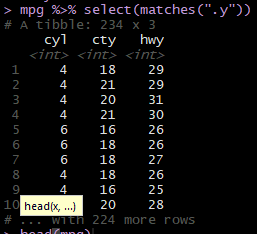 > mpg %>% select(matches(".y"))
# A tibble: 234 x 3
cyl cty hwy
<int> <int> <int>
1 4 18 29
2 4 21 29
3 4 20 31
4 4 21 30
5 6 16 26
6 6 18 26
7 6 18 27
8 4 18 26
9 4 16 25
10 head(x, ...) 20 28
# ... with 224 more rows
> head(mpg)